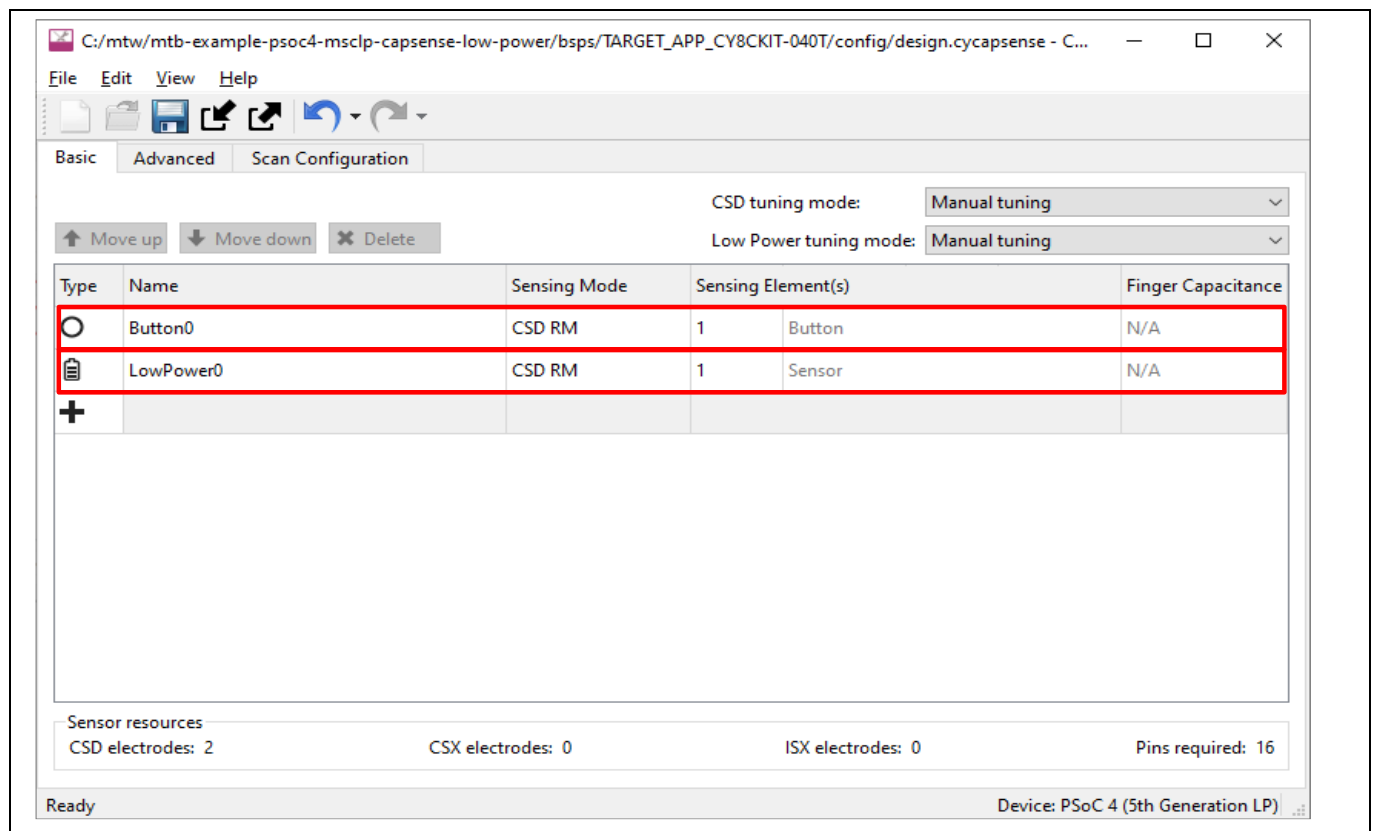 C:/mtw/mtb-example-psoc4-msclp-capsense-low-power/bsps/TARGET_APP_CY8CKIT-040T/config/design.cycapsense - C...
File Edit View Help
Basic Advanced Scan Configuration
CSD tuning mode: Manual tuning
Move up Move down Delete Low Power tuning mode: Manual tuning
Type Name Sensing Mode Sensing Element(s) Finger Capacitance
Button0 CSD RM 1 Button N/A
LowPower0 CSD RM 1 Sensor N/A
Sensor resources
CSD electrodes: 2 CSX electrodes: 0 ISX electrodes: 0 Pins required: 16
Ready Device: PSoC 4 (5th Generation LP)